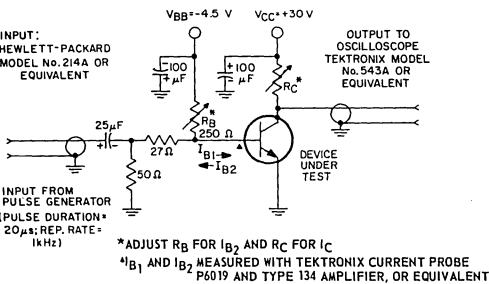 VBB=-4.5 V
VCC=+30 V
INPUT:
HEWLETT-PACKARD
MODEL No.214A OR
EQUIVALENT
-100
+μF
+100
-μF
RC*
OUTPUT TO
OSCILLOSCOPE
TEKTRONIX MODEL
No.543A OR
EQUIVALENT
*
RB
250 Ω
25μF
+ -
27Ω
50Ω
IB1
IB2
▲
DEVICE
UNDER
TEST
INPUT FROM
PULSE GENERATOR
(PULSE DURATION=
20μs; REP. RATE=
1kHz)
*ADJUST RB FOR IB2 AND RC FOR IC
▲IB1 AND IB2 MEASURED WITH TEKTRONIX CURRENT PROBE
P6019 AND TYPE 134 AMPLIFIER, OR EQUIVALENT